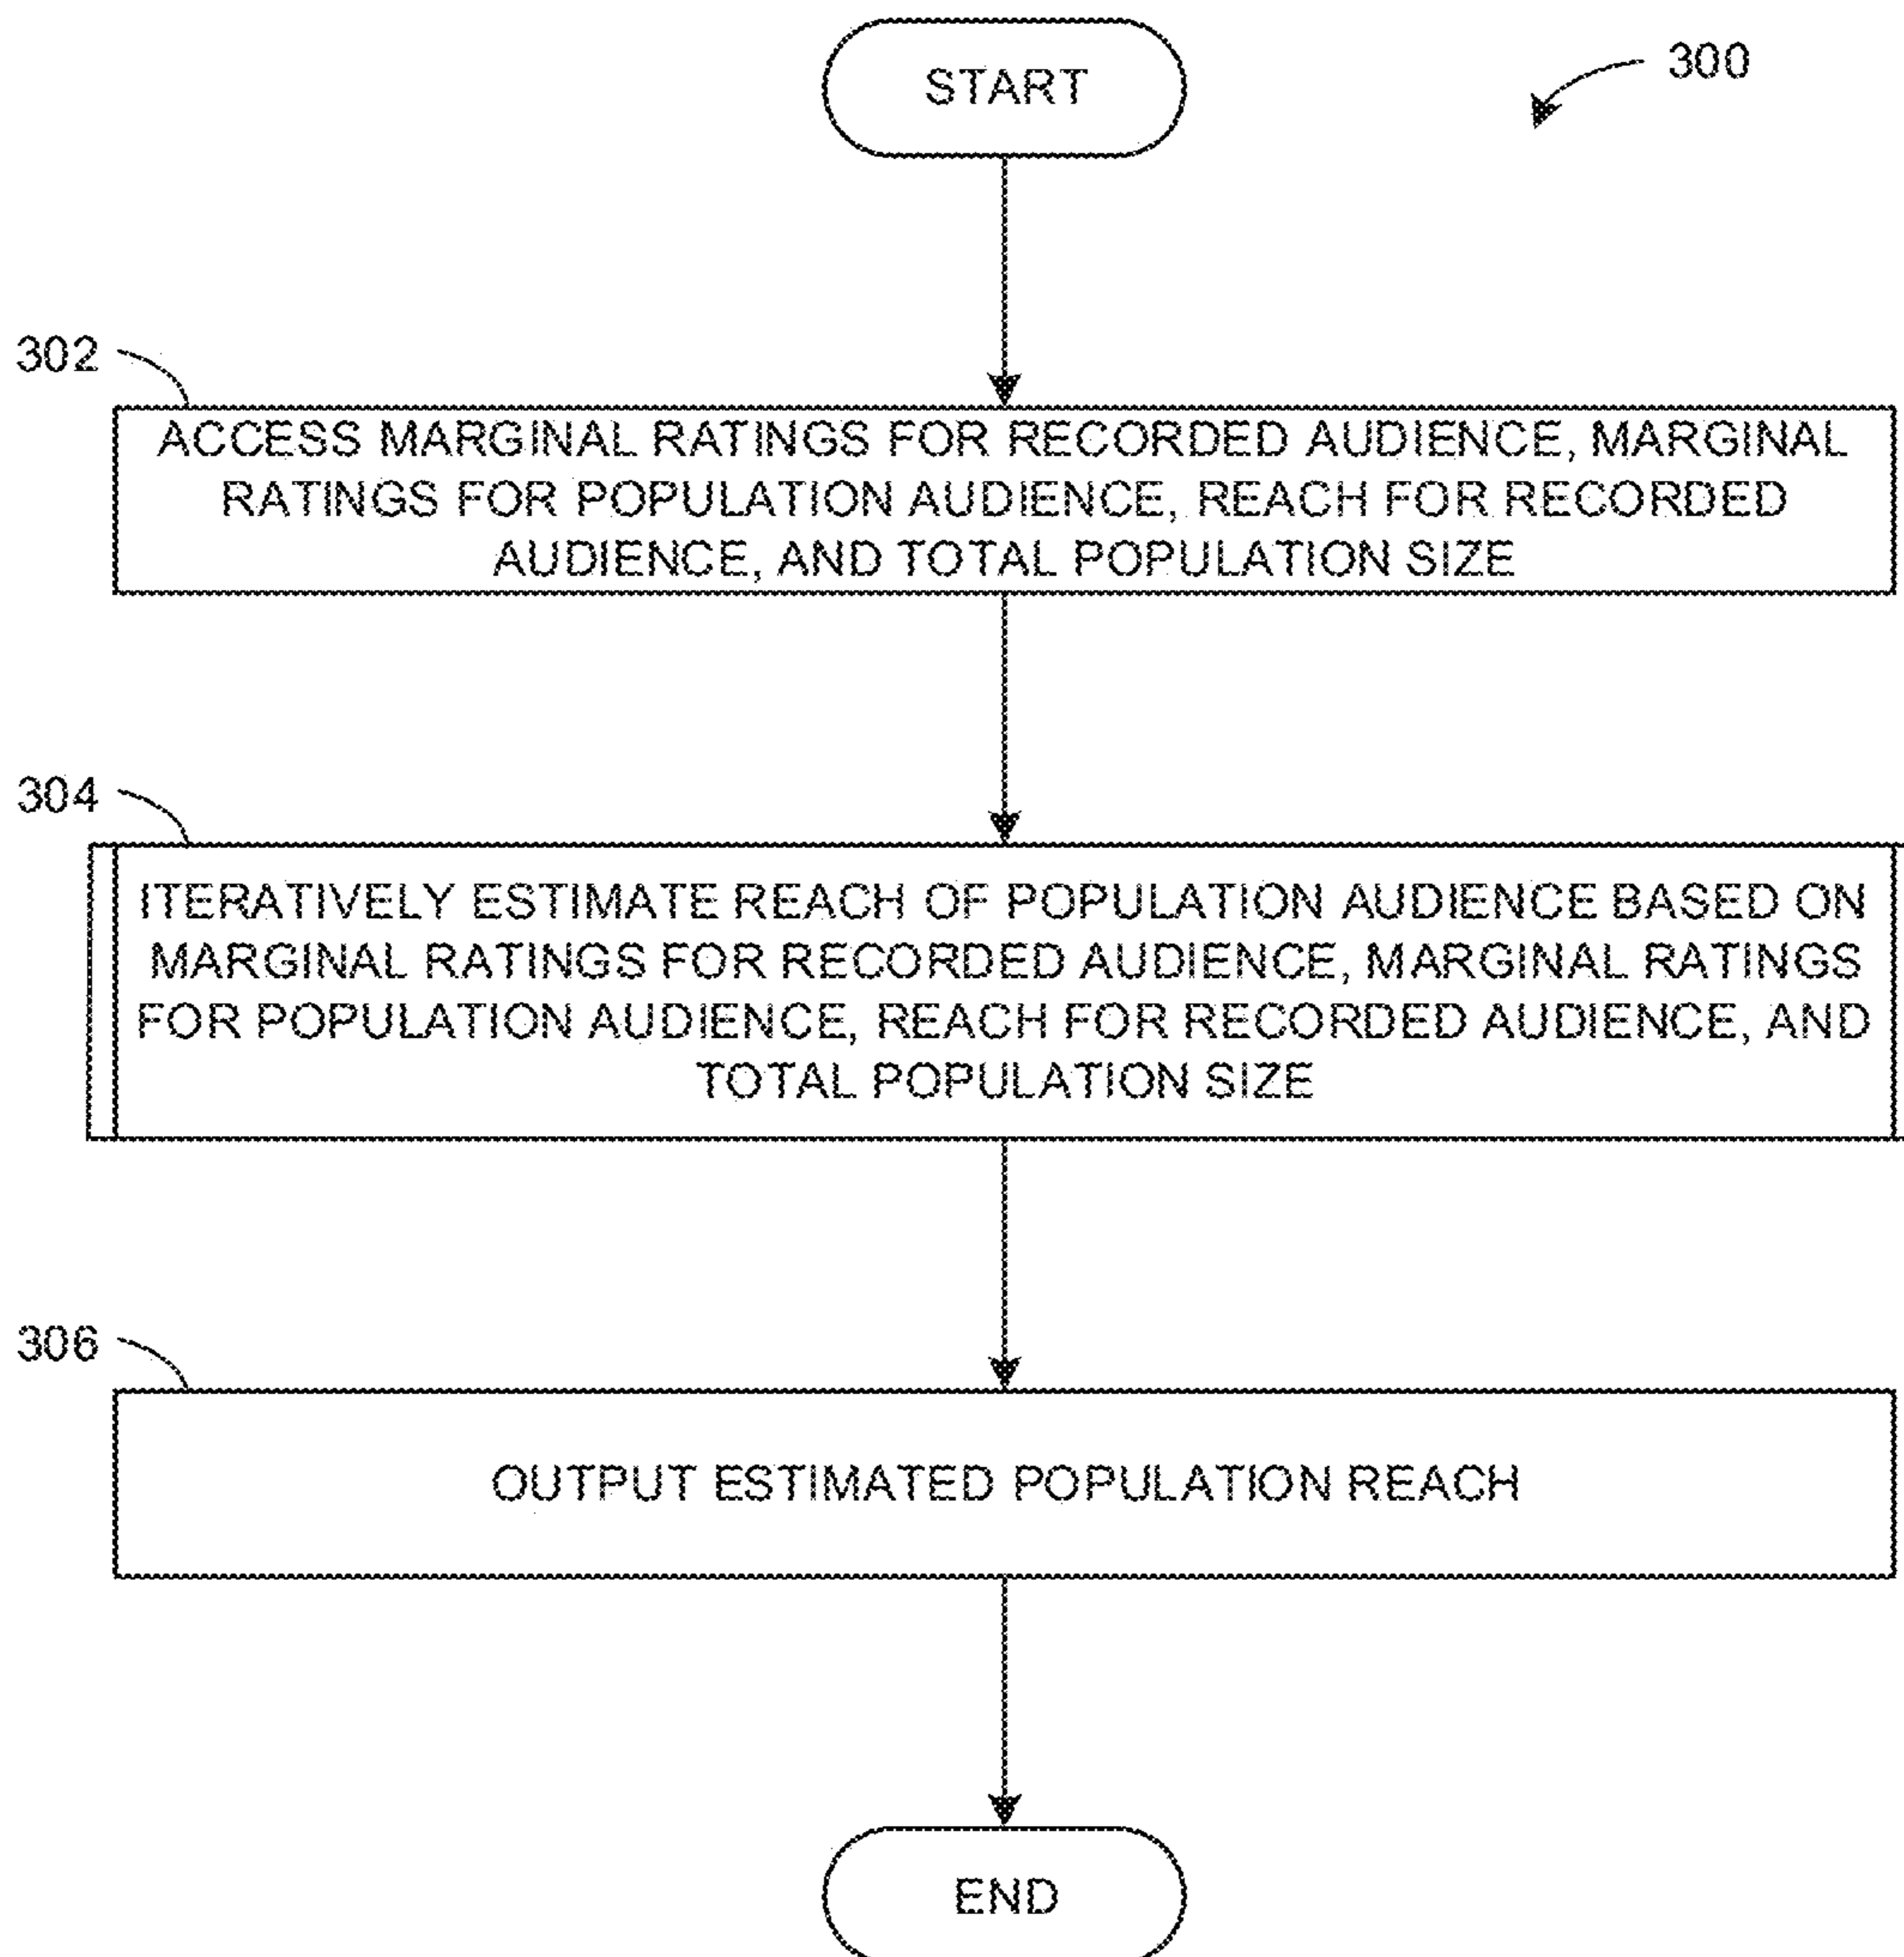 START
300
302
ACCESS MARGINAL RATINGS FOR RECORDED AUDIENCE, MARGINAL
RATINGS FOR POPULATION AUDIENCE, REACH FOR RECORDED
AUDIENCE, AND TOTAL POPULATION SIZE
304
ITERATIVELY ESTIMATE REACH OF POPULATION AUDIENCE BASED ON
MARGINAL RATINGS FOR RECORDED AUDIENCE, MARGINAL RATINGS
FOR POPULATION AUDIENCE, REACH FOR RECORDED AUDIENCE, AND
TOTAL POPULATION SIZE
306
OUTPUT ESTIMATED POPULATION REACH
END